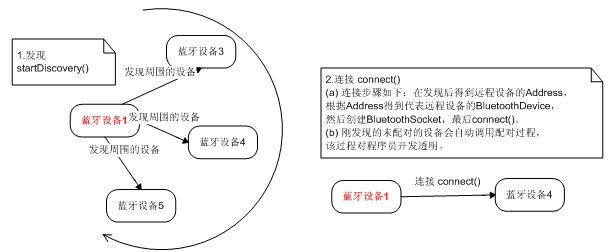 1.发现
startDiscovery()
蓝牙设备3
发现周围的设备
蓝牙设备1
发现周围的设备
蓝牙设备4
发现周围的设备
蓝牙设备5
2.连接 connect()
(a) 连接步骤如下：在发现后得到远程设备的Address，
根据Address得到代表远程设备的BluetoothDevice，
然后创建BluetoothSocket，最后connect()。
(b) 刚发现的未配对的设备会自动调用配对过程，
该过程对程序员开发透明。
蓝牙设备1
连接 connect()
蓝牙设备4